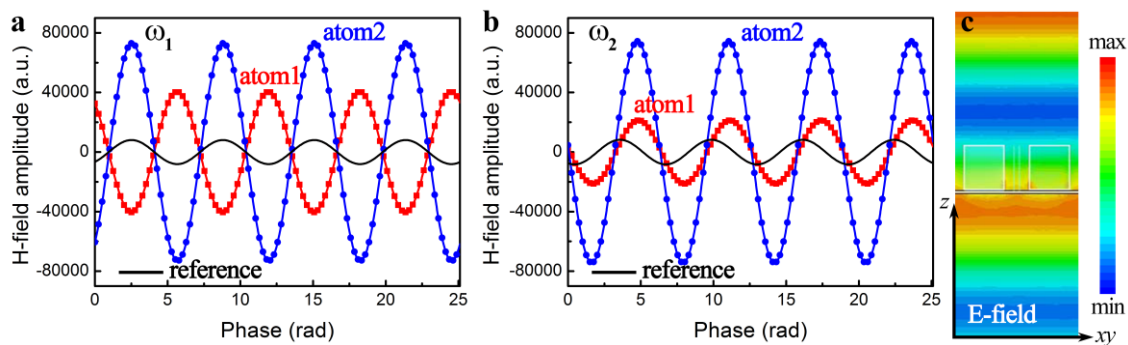 a
ω1
atom2
atom1
reference
H-field amplitude (a.u.)
80000
40000
0
-40000
-80000
0 5 10 15 20 25
Phase (rad)
b
ω2
atom2
atom1
reference
H-field amplitude (a.u.)
80000
40000
0
-40000
-80000
0 5 10 15 20 25
Phase (rad)
c
max
min
z
E-field
xy